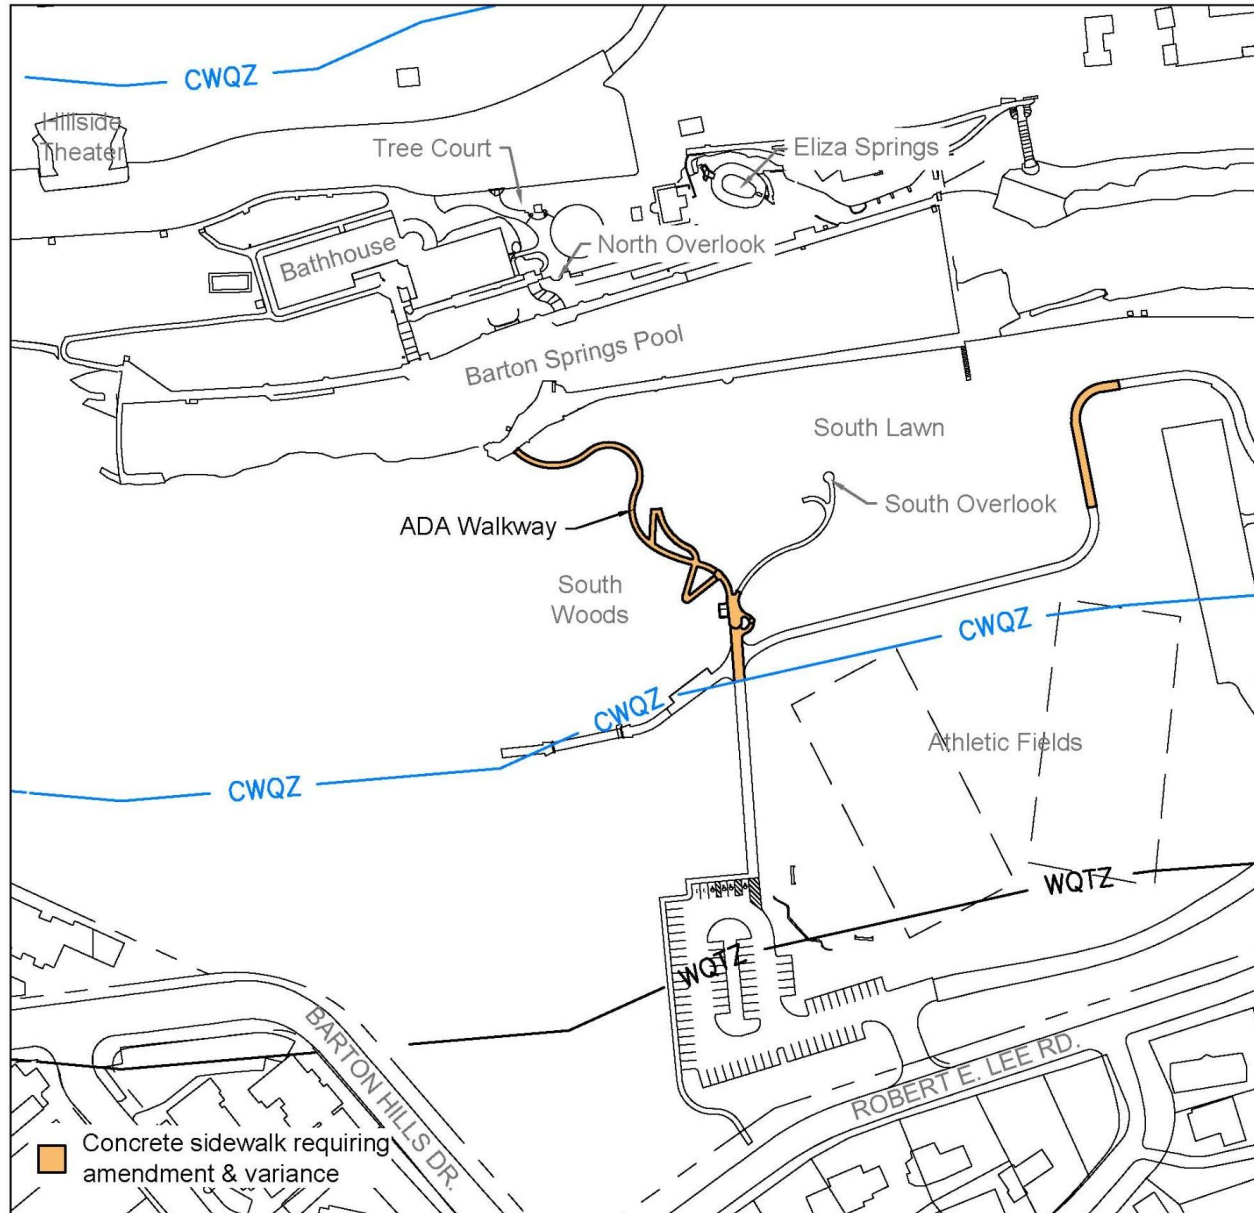 CWQZ
Hillside
Theater
Tree Court
Eliza Springs
North Overlook
Bathhouse
Barton Springs Pool
South Lawn
South Overlook
ADA Walkway
South
Woods
CWQZ
CWQZ
CWQZ
Athletic Fields
WQTZ
WQTZ
BARTON HILLS DR.
ROBERT E. LEE RD.
Concrete sidewalk requiring
amendment & variance